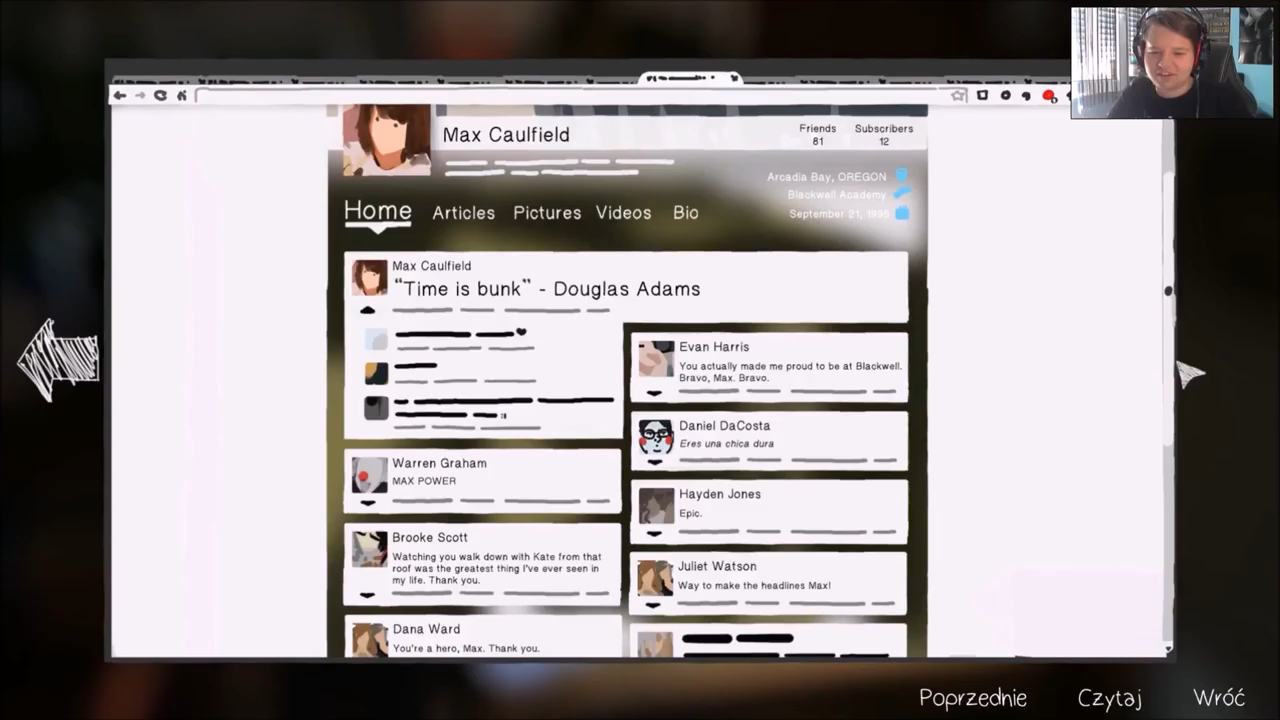 Max Caulfield
Friends
81
Subscribers
12
Arcadia Bay, OREGON
Blackwell Academy
September 21, 1995
Home Articles Pictures Videos Bio
Max Caulfield
“Time is bunk” - Douglas Adams
Warren Graham
MAX POWER
Brooke Scott
Watching you walk down with Kate from that
roof was the greatest thing I've ever seen in
my life. Thank you.
Dana Ward
You're a hero, Max. Thank you.
Evan Harris
You actually made me proud to be at Blackwell.
Bravo, Max. Bravo.
Daniel DaCosta
Eres una chica dura
Hayden Jones
Epic.
Juliet Watson
Way to make the headlines Max!
Poprzednie Czytaj Wróć